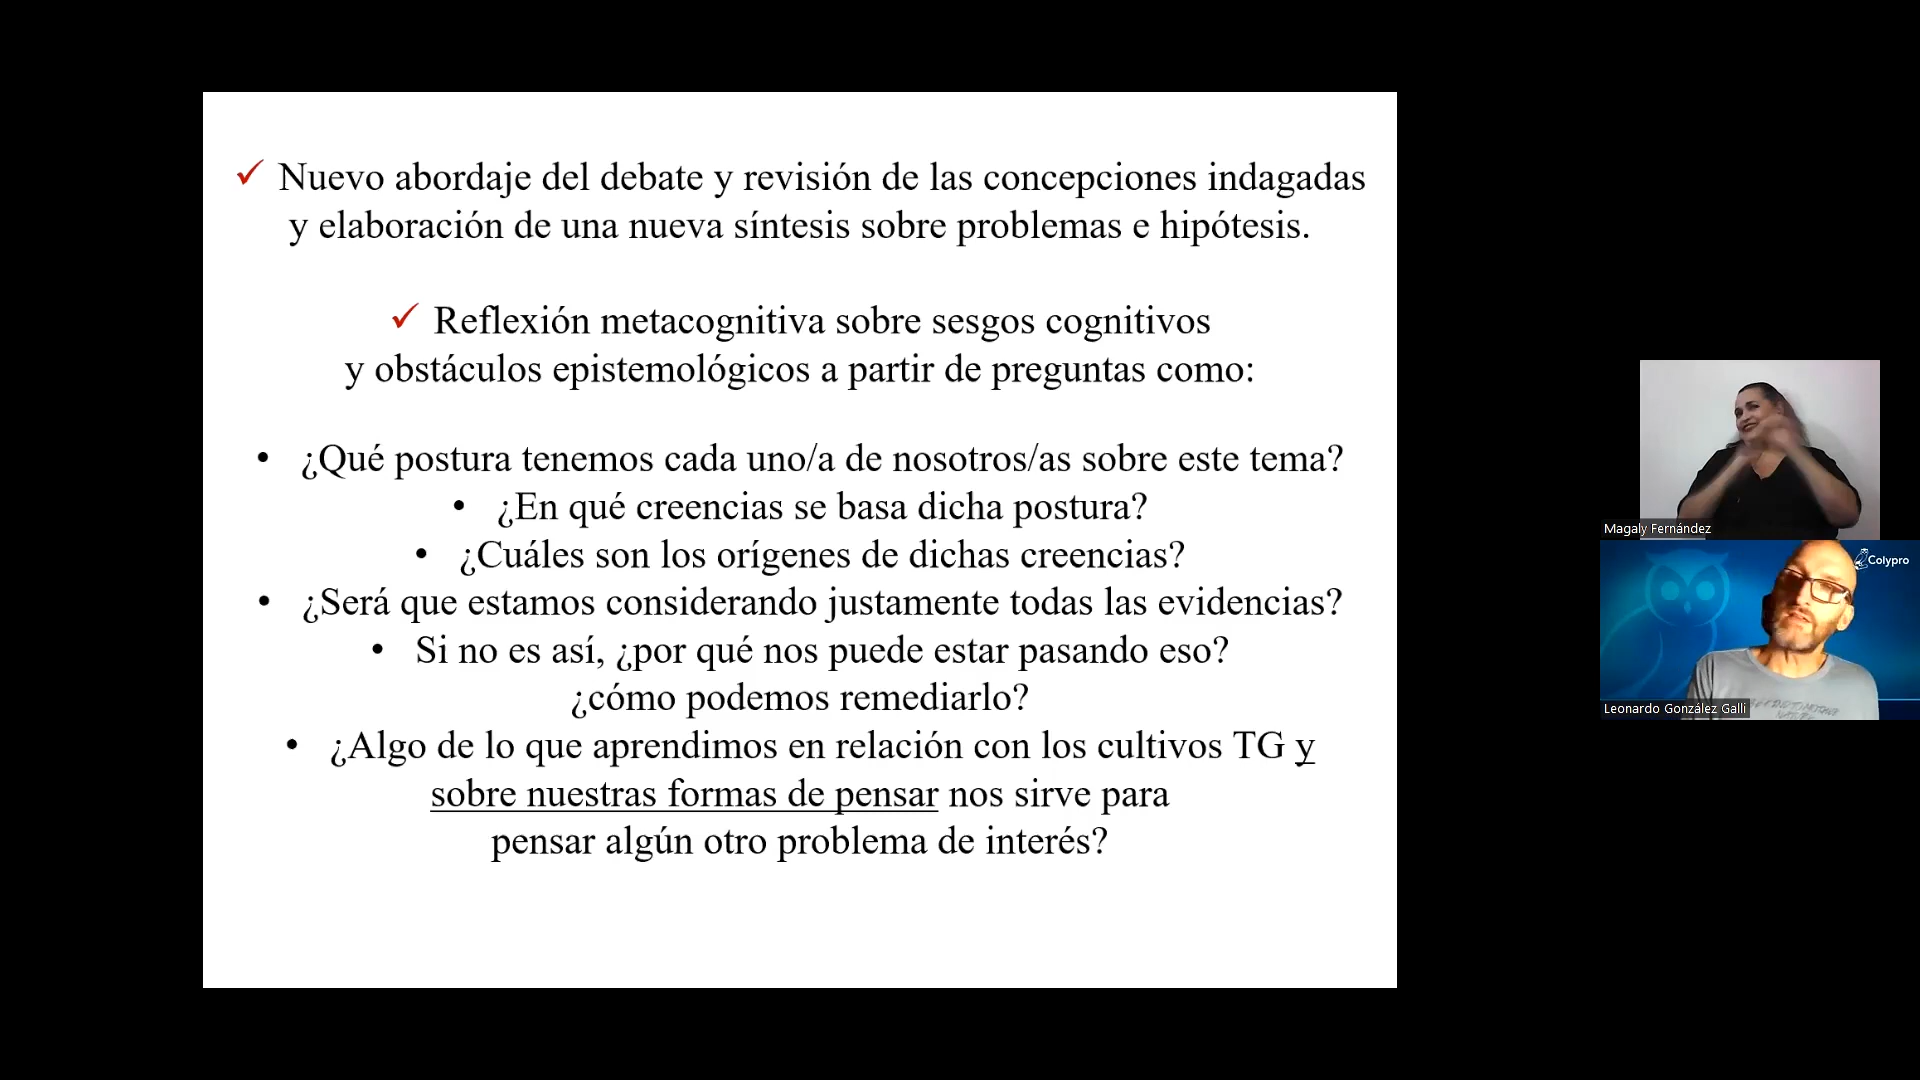 ✓ Nuevo abordaje del debate y revisión de las concepciones indagadas
y elaboración de una nueva síntesis sobre problemas e hipótesis.
✓ Reflexión metacognitiva sobre sesgos cognitivos
y obstáculos epistemológicos a partir de preguntas como:
• ¿Qué postura tenemos cada uno/a de nosotros/as sobre este tema?
• ¿En qué creencias se basa dicha postura?
• ¿Cuáles son los orígenes de dichas creencias?
• ¿Será que estamos considerando justamente todas las evidencias?
• Si no es así, ¿por qué nos puede estar pasando eso?
¿cómo podemos remediarlo?
• ¿Algo de lo que aprendimos en relación con los cultivos TG y
sobre nuestras formas de pensar nos sirve para
pensar algún otro problema de interés?
Magaly Fernández
Colypro
Leonardo González Galli